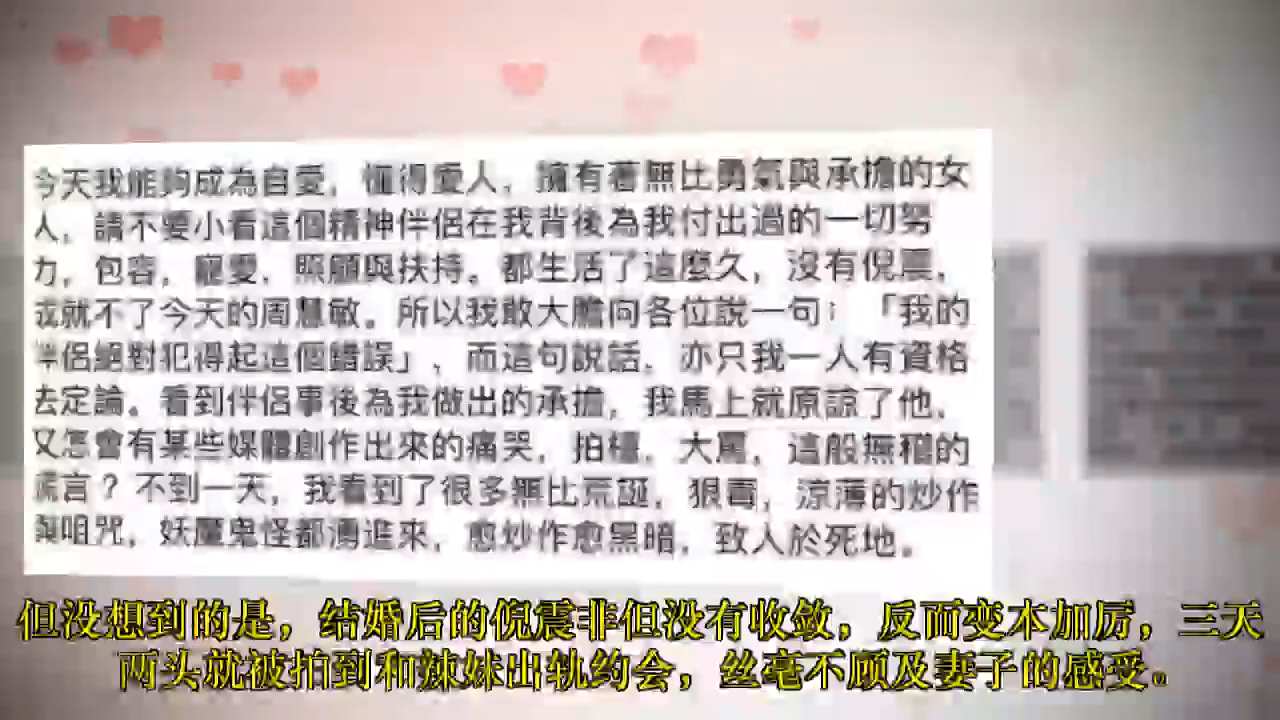 今天我能夠成為自愛，懂得愛人，擁有著無比勇氣與承擔的女
人，請不要小看這個精神伴侶在我背後為我付出過的一切努
力，包容，寵愛，照顧與扶持。都生活了這麼久，沒有倪震，
成就不了今天的周慧敏。所以我敢大膽向各位說一句：「我的
伴侶絕對犯得起這個錯誤」，而這句說話，亦只我一人有資格
去定論。看到伴侶事後為我做出的承擔，我馬上就原諒了他，
又怎會有某些媒體創作出來的痛哭，拍檯，大罵，這般無稽的
謊言？不到一天，我看到了很多無比荒誕，狠毒，涼薄的炒作
與咀咒，妖魔鬼怪都湧進來，愈炒作愈黑暗，致人於死地。
但没想到的是，结婚后的倪震非但没有收敛，反而变本加厉，三天
两头就被拍到和辣妹出轨约会，丝毫不顾及妻子的感受。